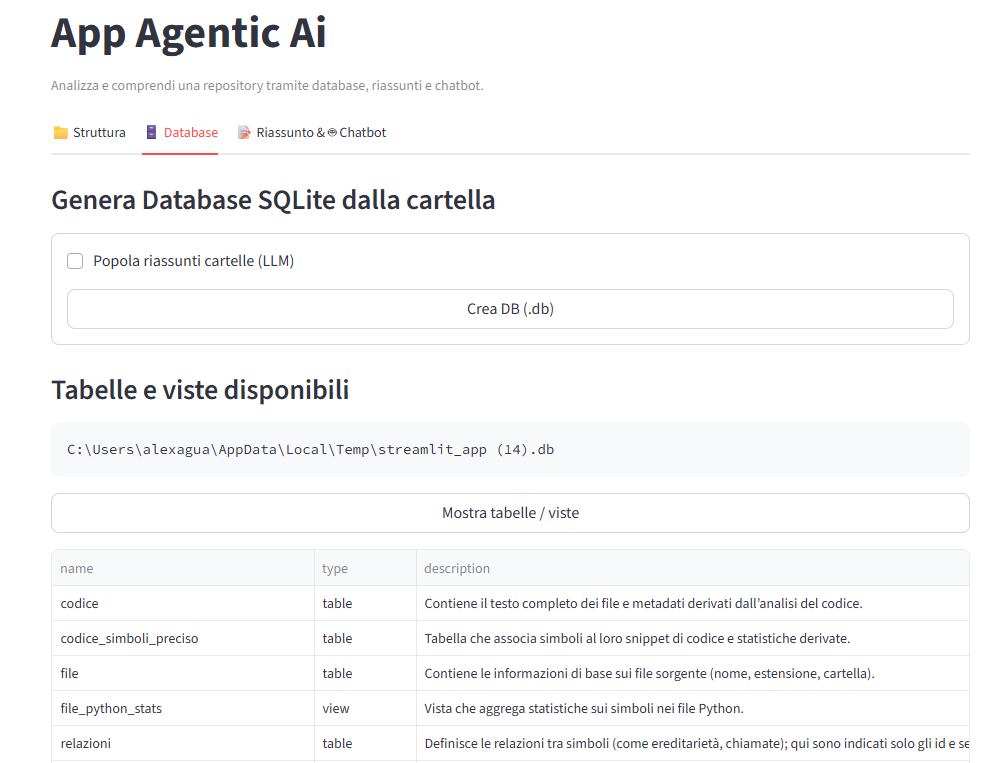 App Agentic Ai
Analizza e comprendi una repository tramite database, riassunti e chatbot.
Struttura Database Riassunto & Chatbot
Genera Database SQLite dalla cartella
Popola riassunti cartelle (LLM)
Crea DB (.db)
Tabelle e viste disponibili
C:\Users\alexagua\AppData\Local\Temp\streamlit_app (14).db
Mostra tabelle / viste
name type description
codice table Contiene il testo completo dei file e metadati derivati dall’analisi del codice.
codice_simboli_preciso table Tabella che associa simboli al loro snippet di codice e statistiche derivate.
file table Contiene le informazioni di base sui file sorgente (nome, estensione, cartella).
file_python_stats view Vista che aggrega statistiche sui simboli nei file Python.
relazioni table Definisce le relazioni tra simboli (come ereditarietà, chiamate); qui sono indicati solo gli id e se